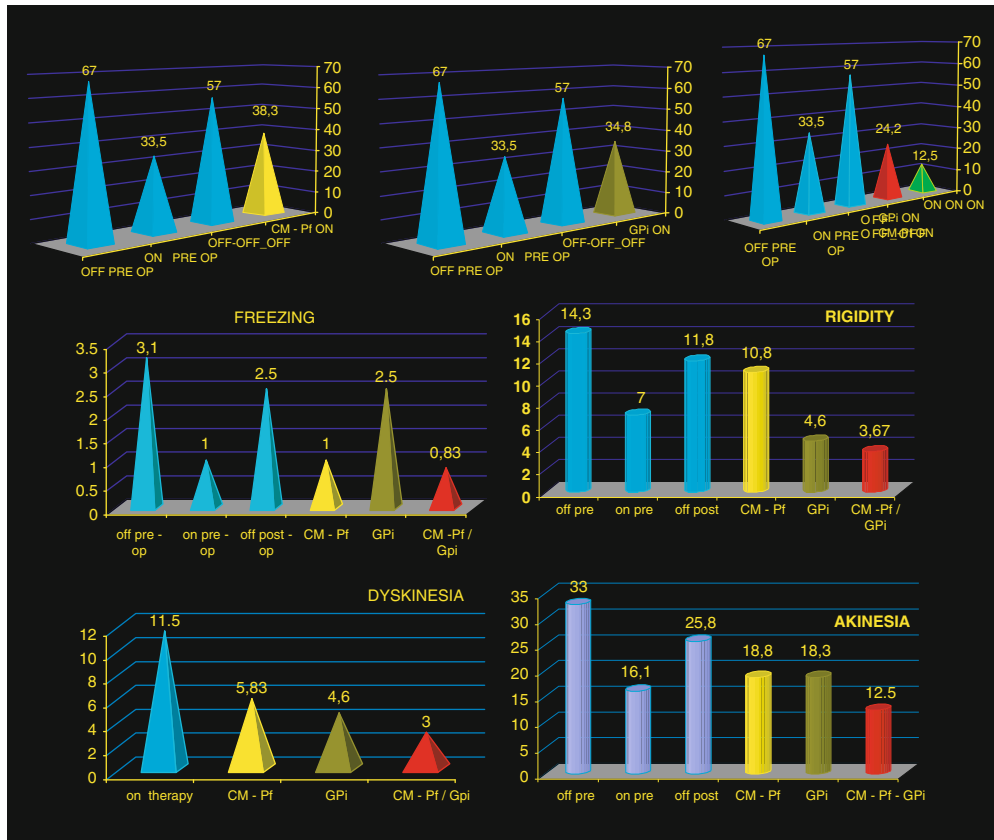 67
33,5
57
38,3
70
60
50
40
30
20
10
0
OFF PRE OP
ON PRE OP
OFF-OFF_OFF
CM - Pf ON
67
33,5
57
34,8
70
60
50
40
30
20
10
0
OFF PRE OP
ON PRE OP
OFF-OFF_OFF
GPi ON
67
33,5
57
24,2
12,5
70
60
50
40
30
20
10
0
OFF PRE
OP
ON PRE
OP
GPi ON
CM-Pf ON
ON ON ON
FREEZING
3.5
3
2.5
2
1.5
1
0.5
0
3,1
1
2.5
1
2.5
0,83
off pre -
op
on pre -
op
off post -
op
CM - Pf
GPi
CM -Pf /
Gpi
RIGIDITY
16
14
12
10
8
6
4
2
0
14,3
7
11,8
10,8
4,6
3,67
off pre
on pre
off post
CM - Pf
GPi
CM -Pf /
GPi
DYSKINESIA
12
10
8
6
4
2
0
11.5
5,83
4,6
3
on therapy
CM - Pf
GPi
CM - Pf / Gpi
AKINESIA
35
30
25
20
15
10
5
0
33
16,1
25,8
18,8
18,3
12.5
off pre
on pre
off post
CM - Pf
GPi
CM - Pf - GPi